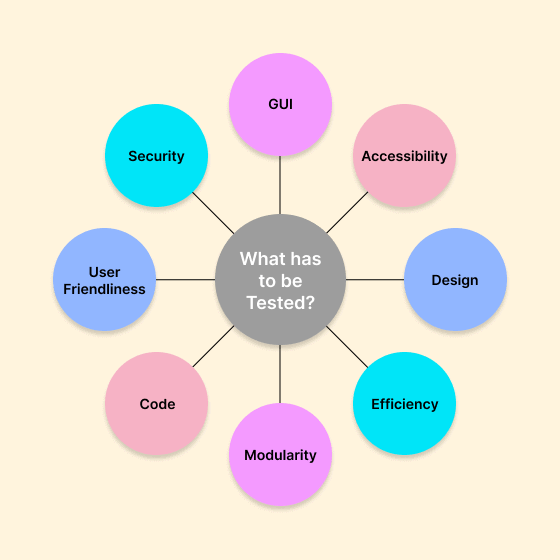 GUI
Security
Accessibility
What has
to be
Tested?
User
Friendliness
Design
Code
Efficiency
Modularity